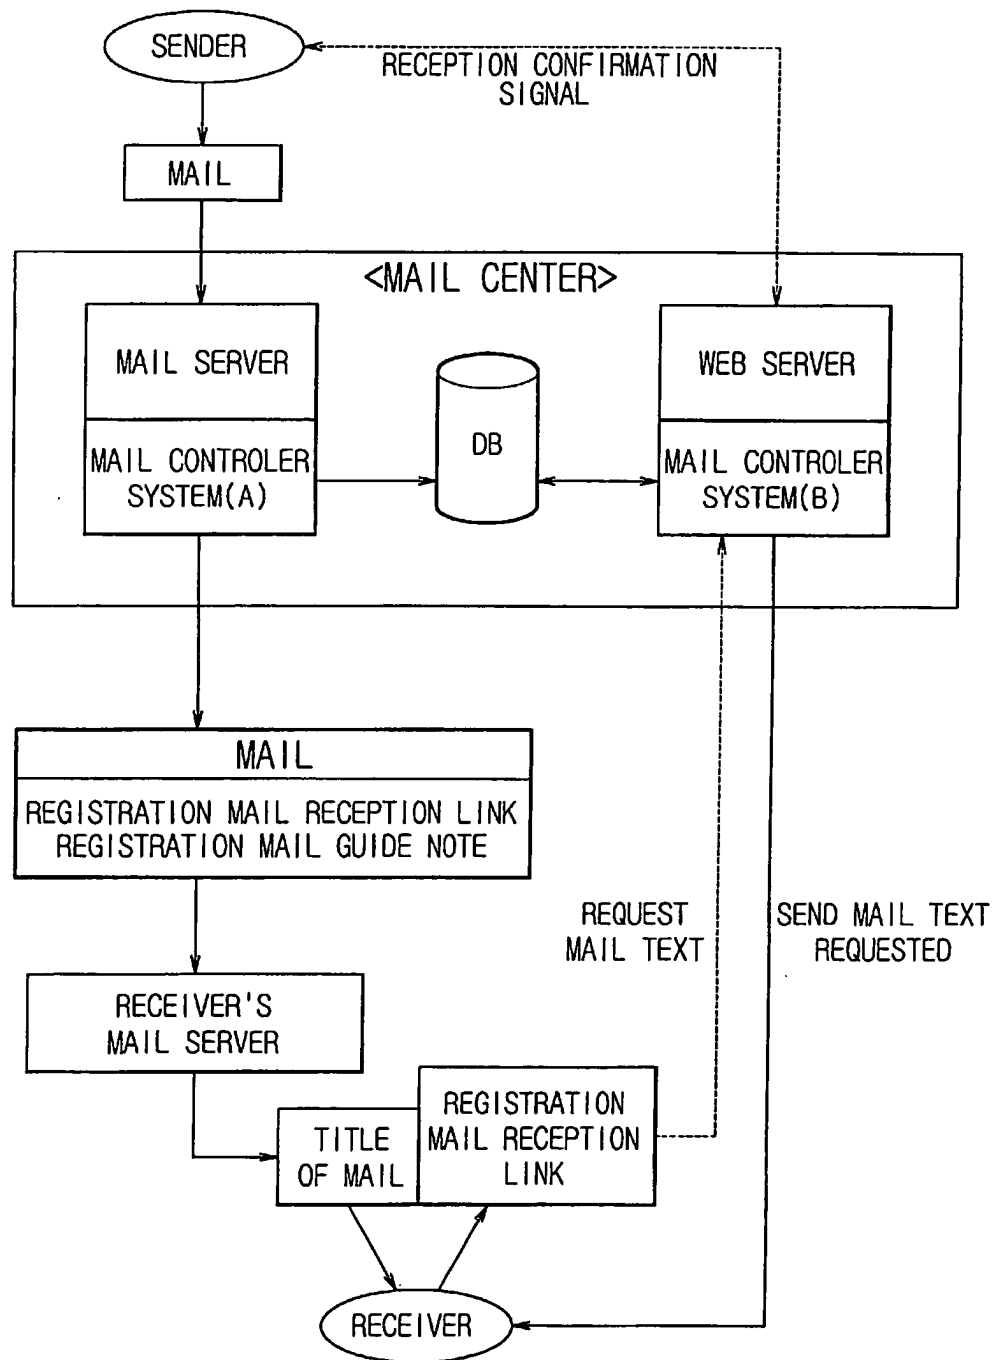 SENDER
RECEPTION CONFIRMATION
SIGNAL
MAIL
<MAIL CENTER>
MAIL SERVER
WEB SERVER
DB
MAIL CONTROLER
SYSTEM(A)
MAIL CONTROLER
SYSTEM(B)
MAIL
REGISTRATION MAIL RECEPTION LINK
REGISTRATION MAIL GUIDE NOTE
REQUEST
MAIL TEXT
SEND MAIL TEXT
REQUESTED
RECEIVER'S
MAIL SERVER
TITLE
OF MAIL
REGISTRATION
MAIL RECEPTION
LINK
RECEIVER